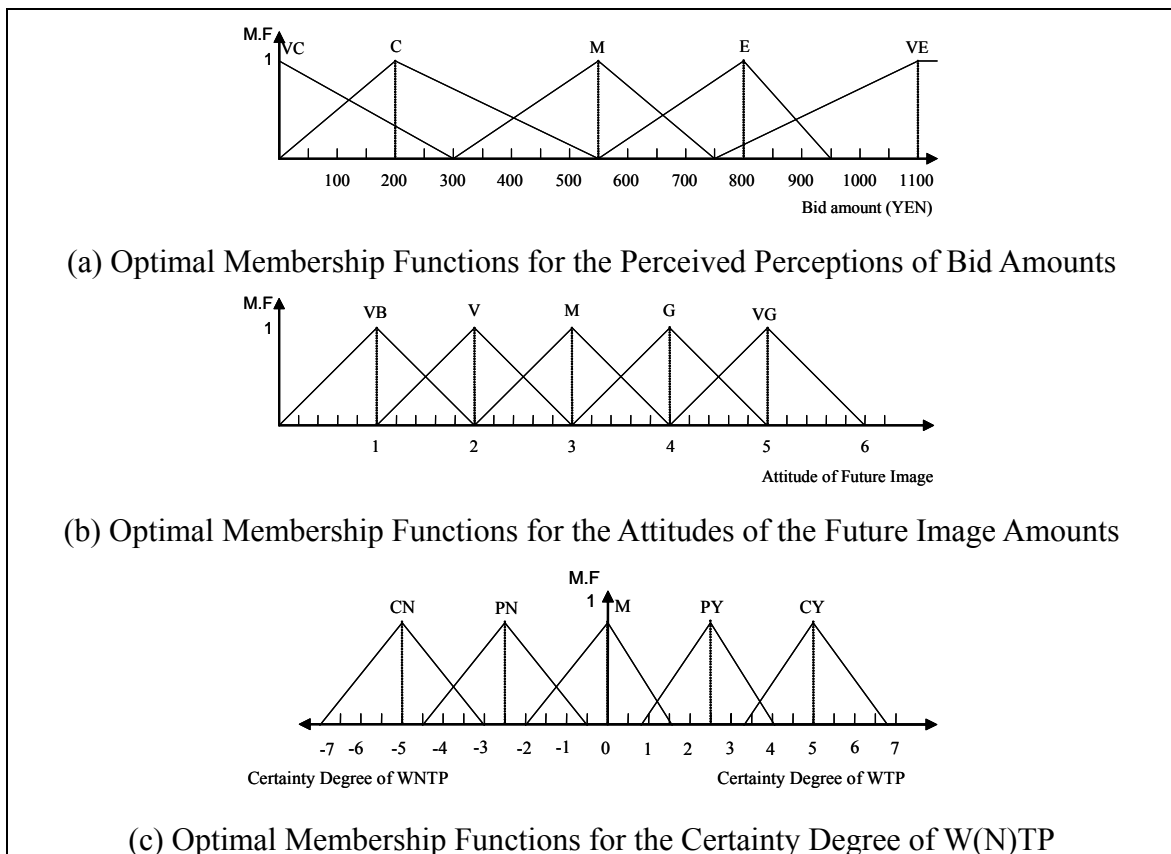 M.F
1 VC C M E VE
100 200 300 400 500 600 700 800 900 1000 1100
Bid amount (YEN)
(a) Optimal Membership Functions for the Perceived Perceptions of Bid Amounts
M.F
1 VB V M G VG
1 2 3 4 5 6
Attitude of Future Image
(b) Optimal Membership Functions for the Attitudes of the Future Image Amounts
M.F
1
CN PN M PY CY
-7 -6 -5 -4 -3 -2 -1 0 1 2 3 4 5 6 7
Certainty Degree of WNTP Certainty Degree of WTP
(c) Optimal Membership Functions for the Certainty Degree of W(N)TP